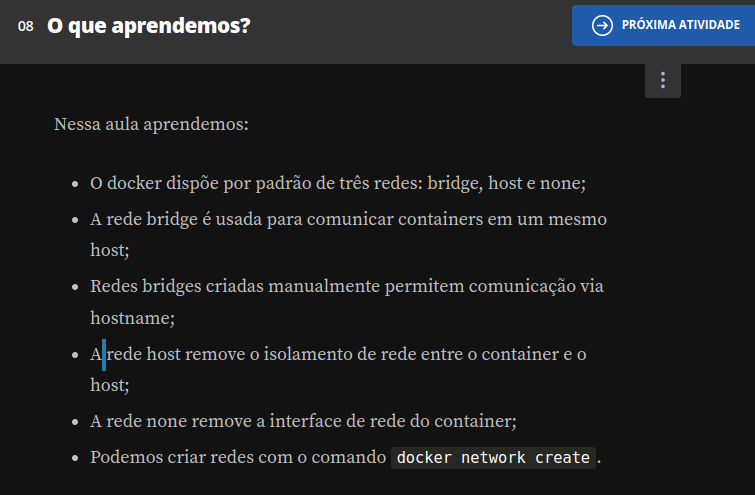 08 O que aprendemos?
PRÓXIMA ATIVIDADE
Nessa aula aprendemos:
• O docker dispõe por padrão de três redes: bridge, host e none;
• A rede bridge é usada para comunicar containers em um mesmo
host;
• Redes bridges criadas manualmente permitem comunicação via
hostname;
• A rede host remove o isolamento de rede entre o container e o
host;
• A rede none remove a interface de rede do container;
• Podemos criar redes com o comando docker network create.